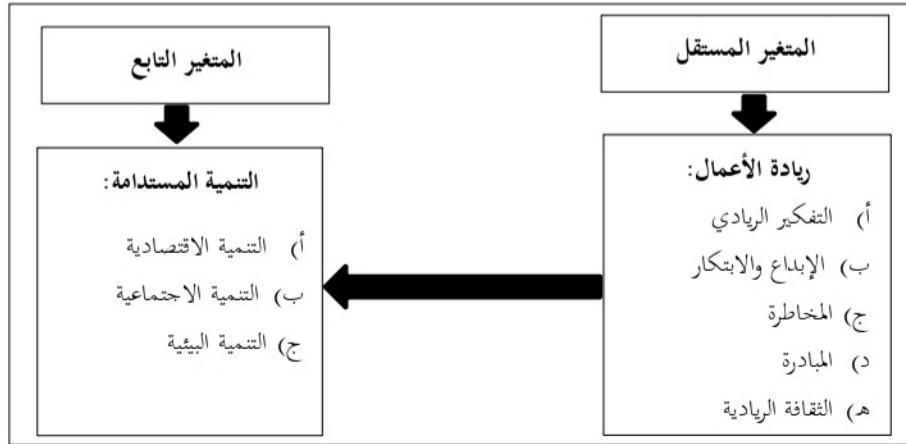 المتغير المستقل
المتغير التابع
ريادة الأعمال:
أ) التفكير الريادي
ب) الإبداع والابتكار
ج) المخاطرة
د) المبادرة
هـ) الثقافة الريادية
التنمية المستدامة:
أ) التنمية الاقتصادية
ب) التنمية الاجتماعية
ج) التنمية البيئية